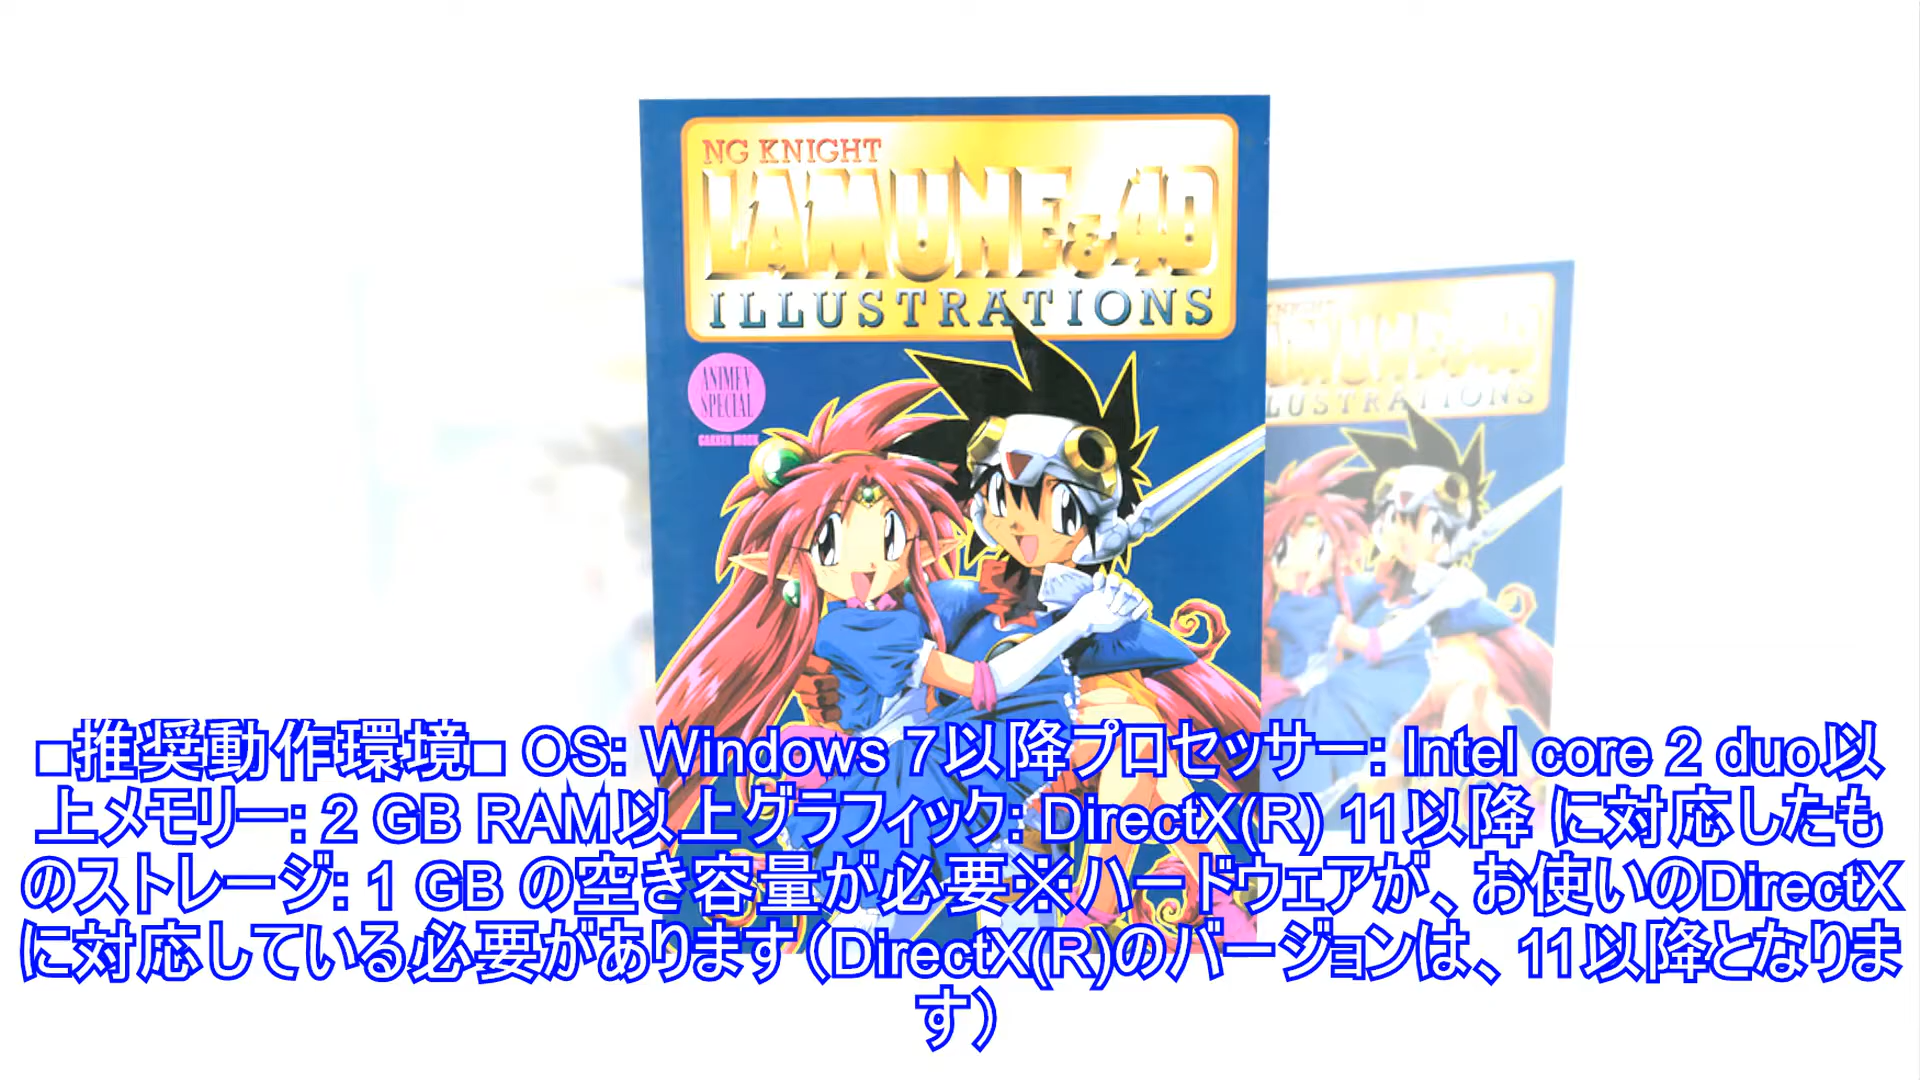 NG KNIGHT
LAMUNE & 40
ILLUSTRATIONS
ANIMEV
SPECIAL
GAKKEN MOOK
KNIGHT
LUSTRATIONS
■推奨動作環境■ OS: Windows 7以降プロセッサー: Intel core 2 duo以
上メモリー: 2 GB RAM以上グラフィック: DirectX(R) 11以降 に対応したも
のストレージ: 1 GB の空き容量が必要※ハードウェアが、お使いのDirectX
に対応している必要があります（DirectX(R)のバージョンは、11以降となりま
す）